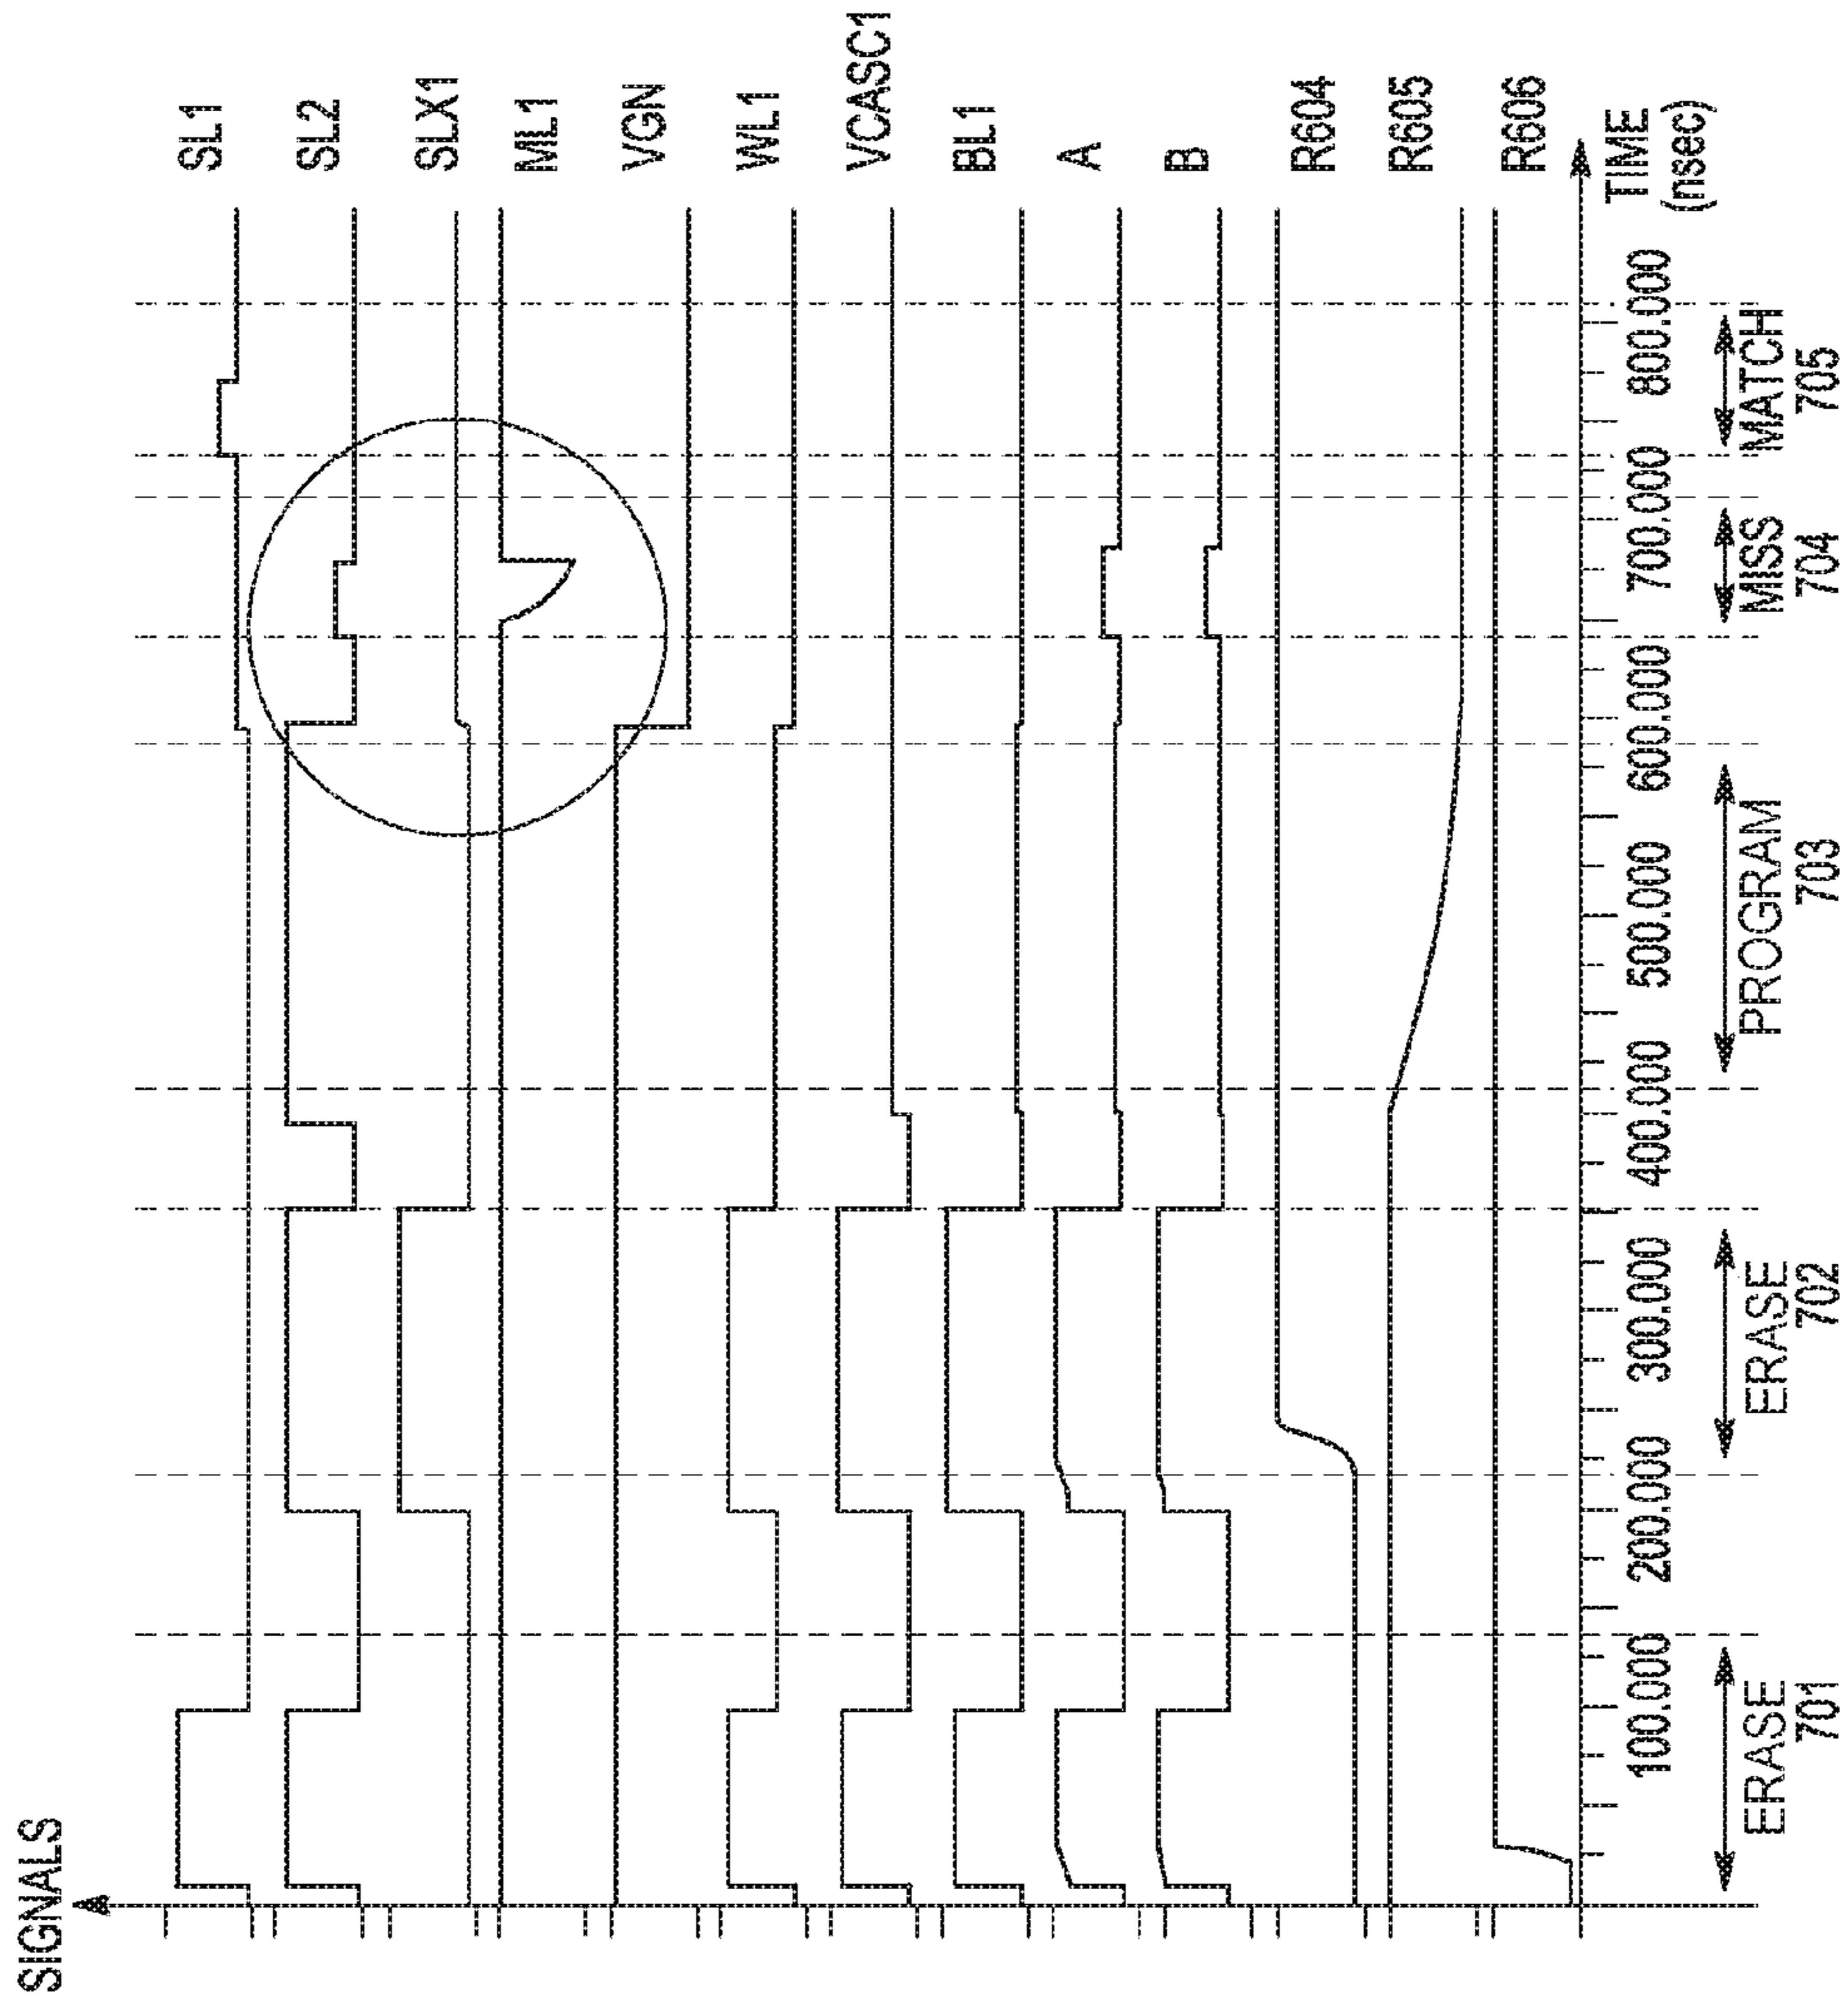 SIGNALS
SL1
SL2
SLX1
ML1
VGN
WL1
VCASC1
BL1
A
B
R604
R605
R606
TIME
(nsec)
100.000 200.000 300.000 400.000 500.000 600.000 700.000 800.000
ERASE
701
ERASE
702
PROGRAM
703
MISS
704
MATCH
705